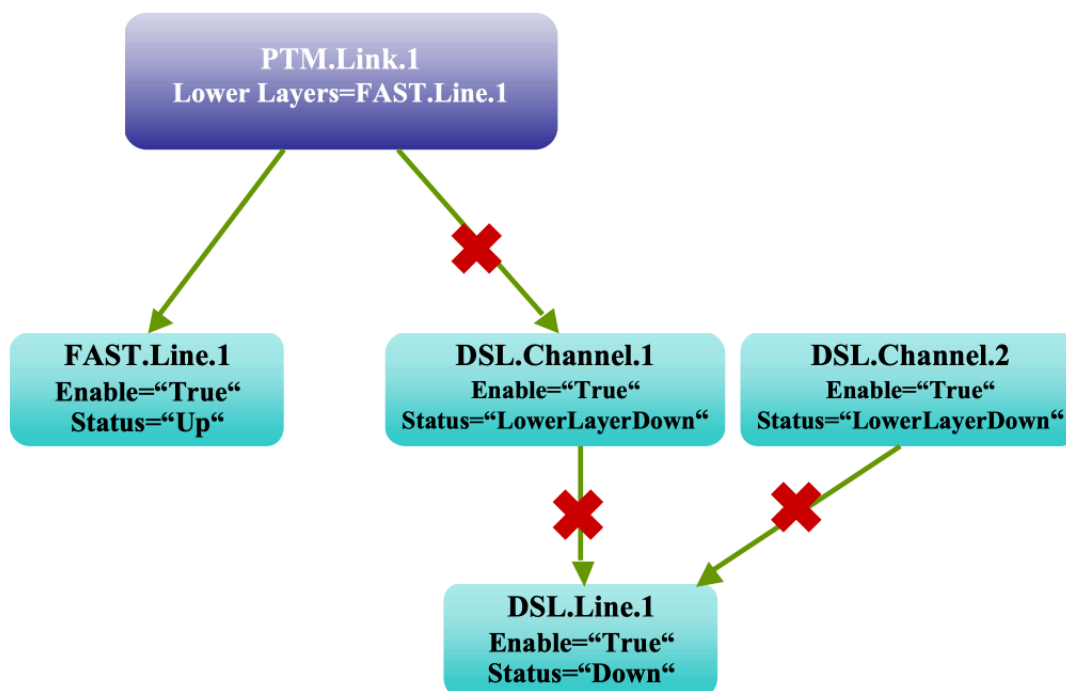 PTM.Link.1
Lower Layers=FAST.Line.1
FAST.Line.1
Enable=“True“
Status=“Up“
DSL.Channel.1
Enable=“True“
Status=“LowerLayerDown“
DSL.Channel.2
Enable=“True“
Status=“LowerLayerDown“
DSL.Line.1
Enable=“True“
Status=“Down“